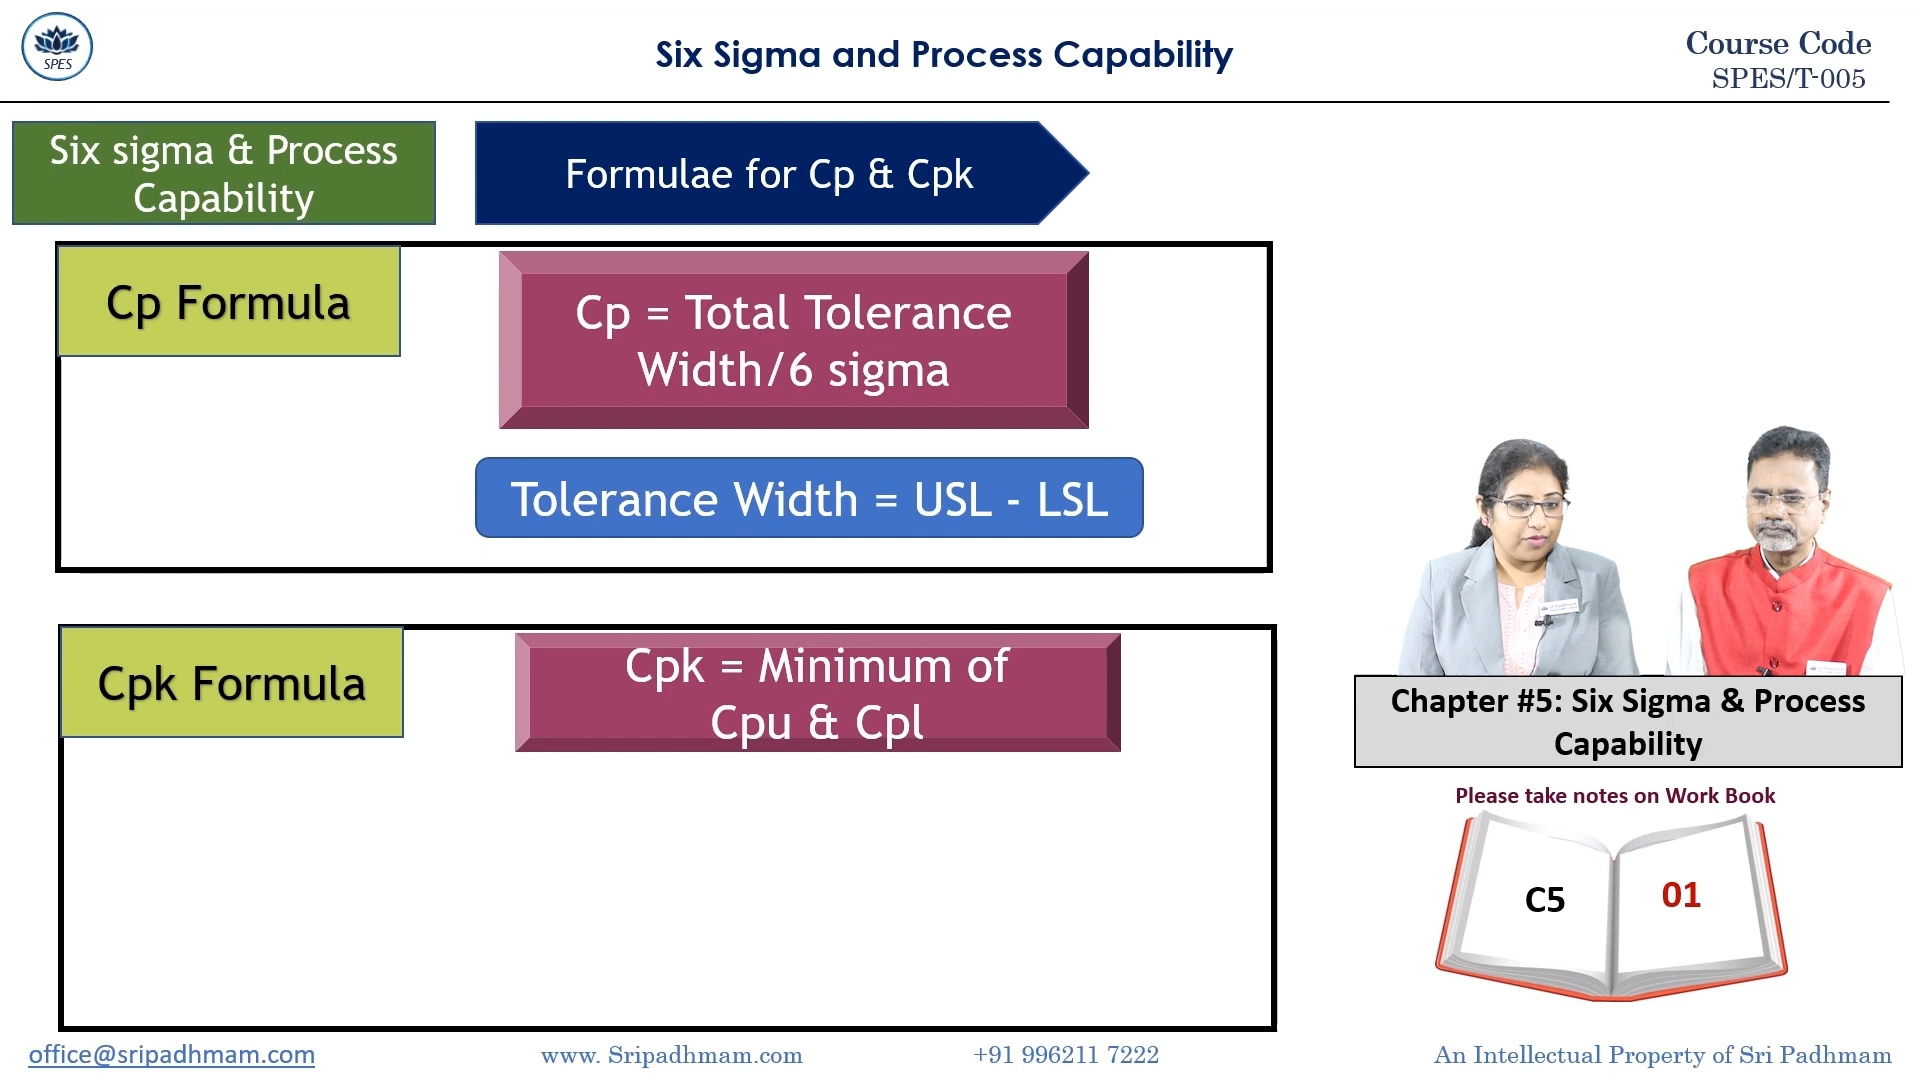 SPES
Six Sigma and Process Capability
Course Code
SPES/T-005
Six sigma & Process
Capability
Formulae for Cp & Cpk
Cp Formula
Cp = Total Tolerance
Width/6 sigma
Tolerance Width = USL - LSL
Cpk Formula
Cpk = Minimum of
Cpu & Cpl
Chapter #5: Six Sigma & Process
Capability
Please take notes on Work Book
C5
01
office@sripadhmam.com
www. Sripadhmam.com
+91 996211 7222
An Intellectual Property of Sri Padhmam